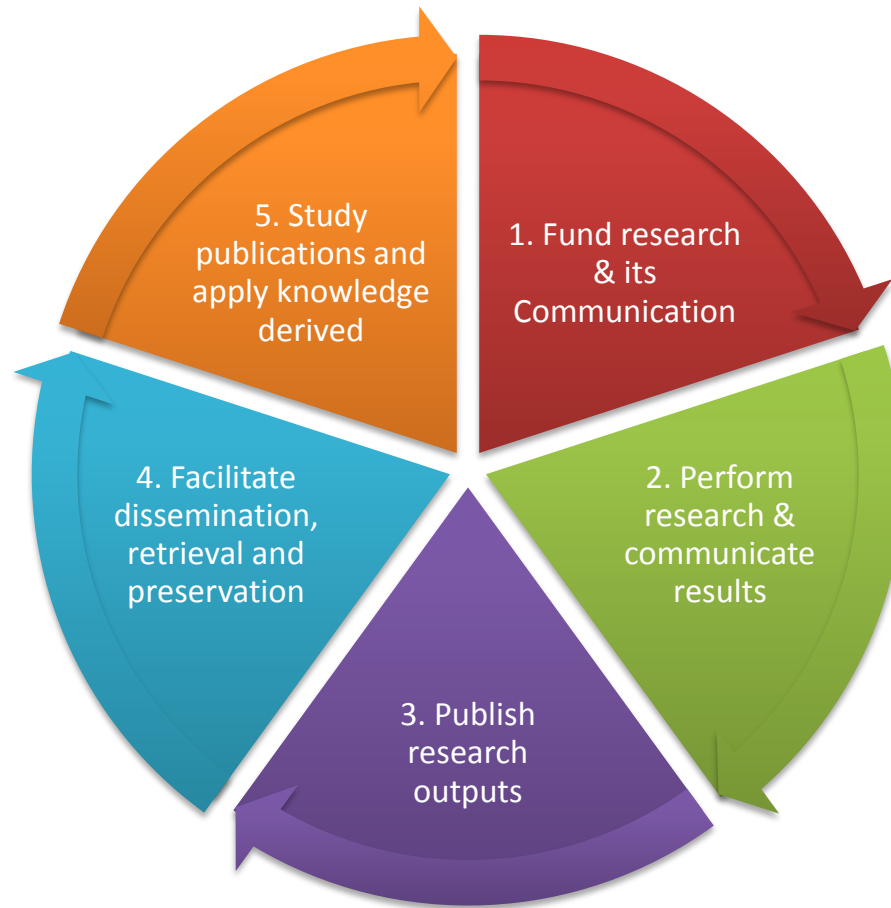 1. Fund research
& its
Communication
2. Perform
research &
communicate
results
3. Publish
research
outputs
4. Facilitate
dissemination,
retrieval and
preservation
5. Study
publications and
apply knowledge
derived